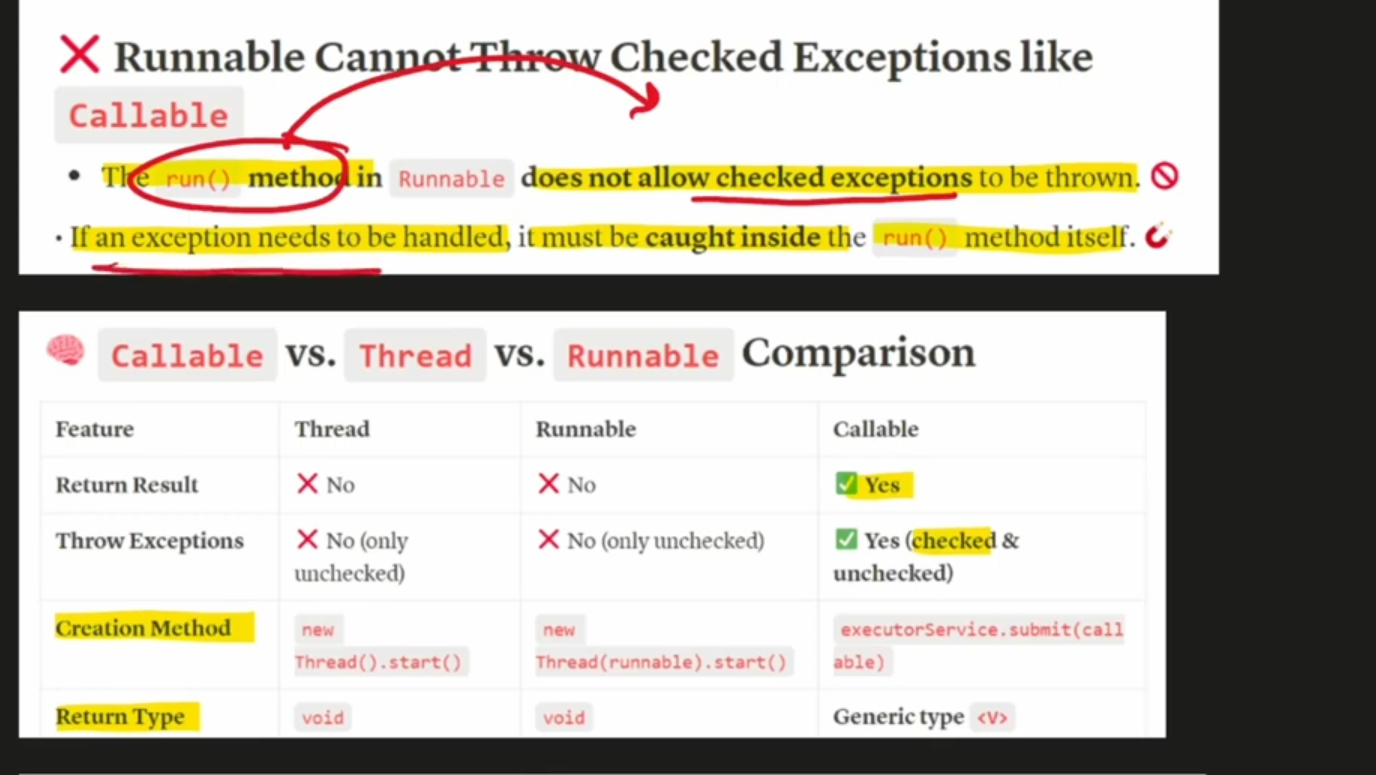 ❌ Runnable Cannot Throw Checked Exceptions like
Callable
• The run() method in Runnable does not allow checked exceptions to be thrown. 🚫
· If an exception needs to be handled, it must be caught inside the run() method itself.
🧠 Callable vs. Thread vs. Runnable Comparison
Feature Thread Runnable Callable
Return Result ❌ No ❌ No ✅ Yes
Throw Exceptions ❌ No (only ❌ No (only unchecked) ✅ Yes (checked &
unchecked) unchecked)
Creation Method new new executorService.submit(call
Thread().start() Thread(runnable).start() able)
Return Type void void Generic type <V>